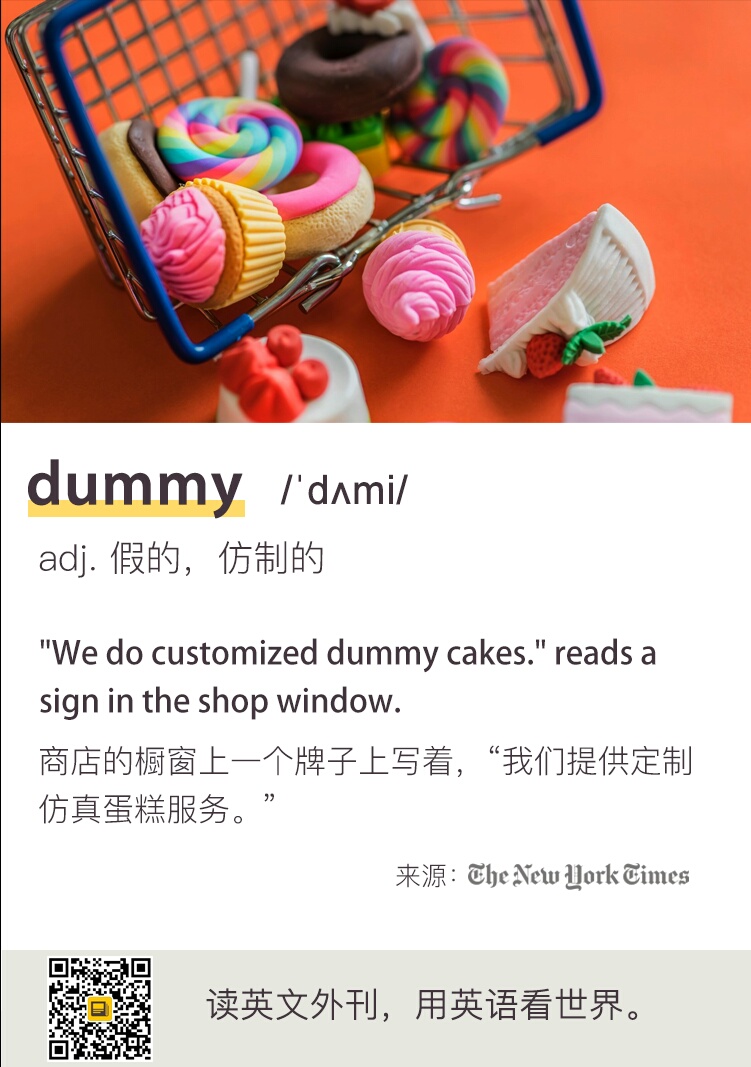 dummy /ˈdʌmi/
adj. 假的，仿制的
"We do customized dummy cakes." reads a
sign in the shop window.
商店的橱窗上一个牌子上写着，“我们提供定制
仿真蛋糕服务。”
来源：The New York Times
读英文外刊，用英语看世界。